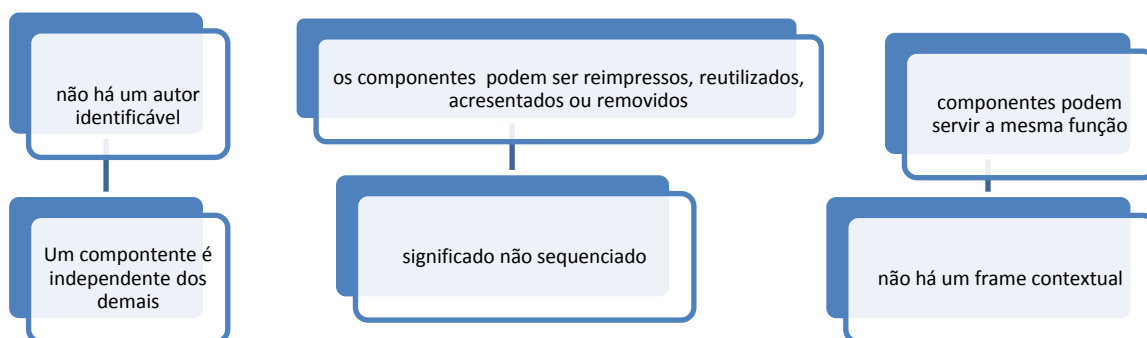 não há um autor
identificável
os componentes podem ser reimpressos, reutilizados,
acresentados ou removidos
componentes podem
servir a mesma função
Um compontente é
independente dos
demais
significado não sequenciado
não há um frame contextual